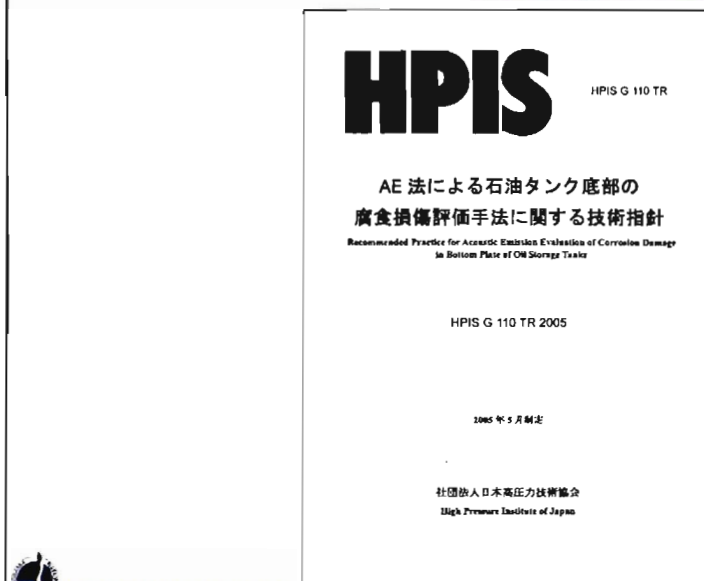 HPIS
HPIS G 110 TR
AE 法による石油タンク底部の
腐食損傷評価手法に関する技術指針
Recommended Practice for Acoustic Emission Evaluation of Corrosion Damage
in Bottom Plate of Oil Storage Tanks
HPIS G 110 TR 2005
2005 年 5 月制定
社団法人日本高圧力技術協会
High Pressure Institute of Japan